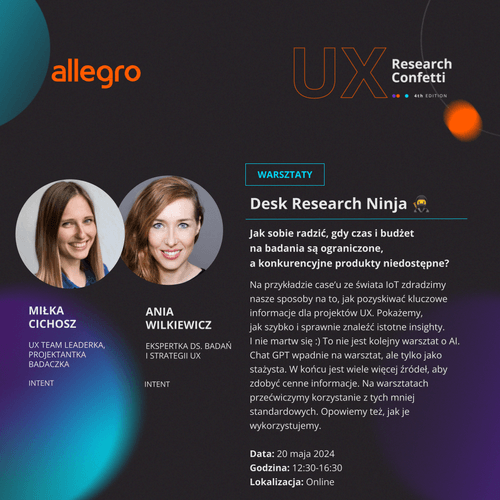 allegro
UX
Research
Confetti
4th EDITION
WARSZTATY
Desk Research Ninja 🥷
Jak sobie radzić, gdy czas i budżet
na badania są ograniczone,
a konkurencyjne produkty niedostępne?
Na przykładzie case’u ze świata IoT zdradzimy
nasze sposoby na to, jak pozyskiwać kluczowe
informacje dla projektów UX. Pokażemy,
jak szybko i sprawnie znaleźć istotne insighty.
I nie martw się :) To nie jest kolejny warsztat o AI.
Chat GPT wpadnie na warsztat, ale tylko jako
stażysta. W końcu jest wiele więcej źródeł, aby
zdobyć cenne informacje. Na warsztatach
przećwiczymy korzystanie z tych mniej
standardowych. Opowiemy też, jak je
wykorzystujemy.
Data: 20 maja 2024
Godzina: 12:30-16:30
Lokalizacja: Online
MIŁKA
CICHOSZ
UX TEAM LEADERKA,
PROJEKTANTKA
BADACZKA
INTENT
ANIA
WILKIEWICZ
EKSPERTKA DS. BADAŃ
I STRATEGII UX
INTENT